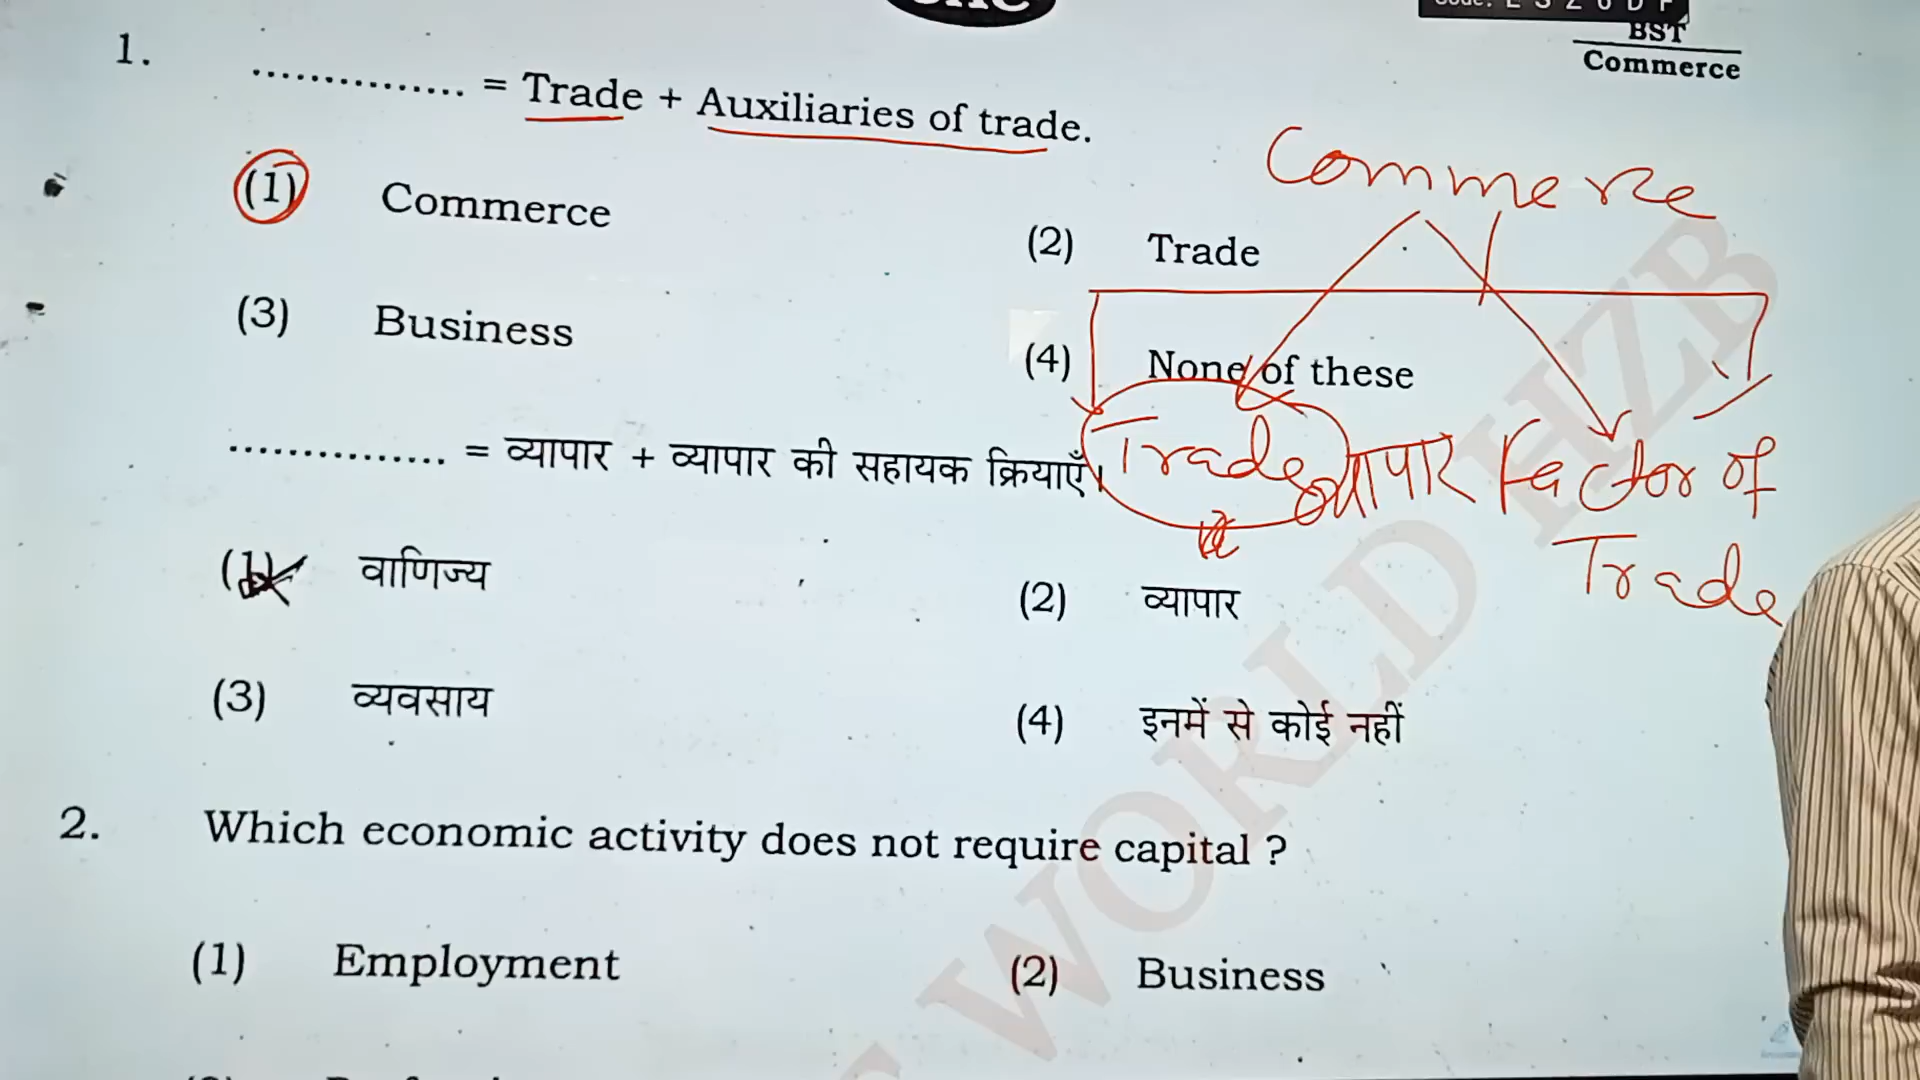 BST
Commerce
1. ............... = Trade + Auxiliaries of trade.
Commerce
(1) Commerce
(2) Trade
(3) Business
(4) None of these
Trade व्यापार Factor of
Trade
............... = व्यापार + व्यापार की सहायक क्रियाएँ।
(1) वाणिज्य
(2) व्यापार
(3) व्यवसाय
(4) इनमें से कोई नहीं
2. Which economic activity does not require capital ?
(1) Employment
(2) Business
WORLD HZB